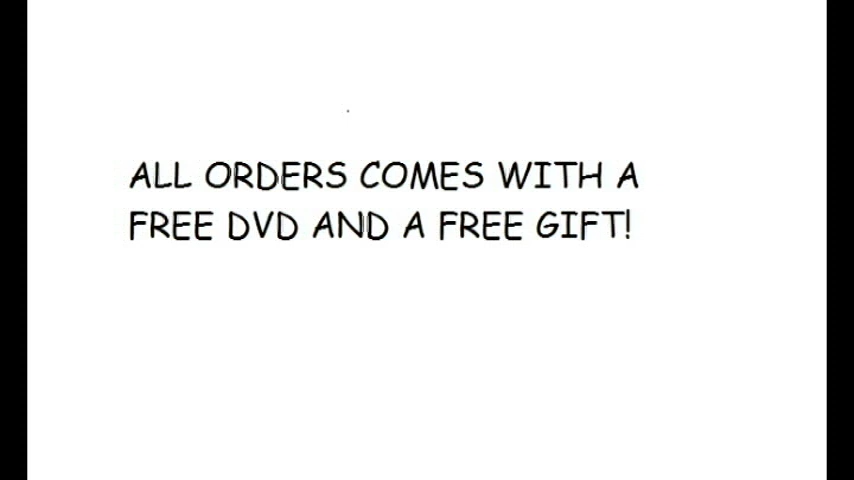 ALL ORDERS COMES WITH A
FREE DVD AND A FREE GIFT!